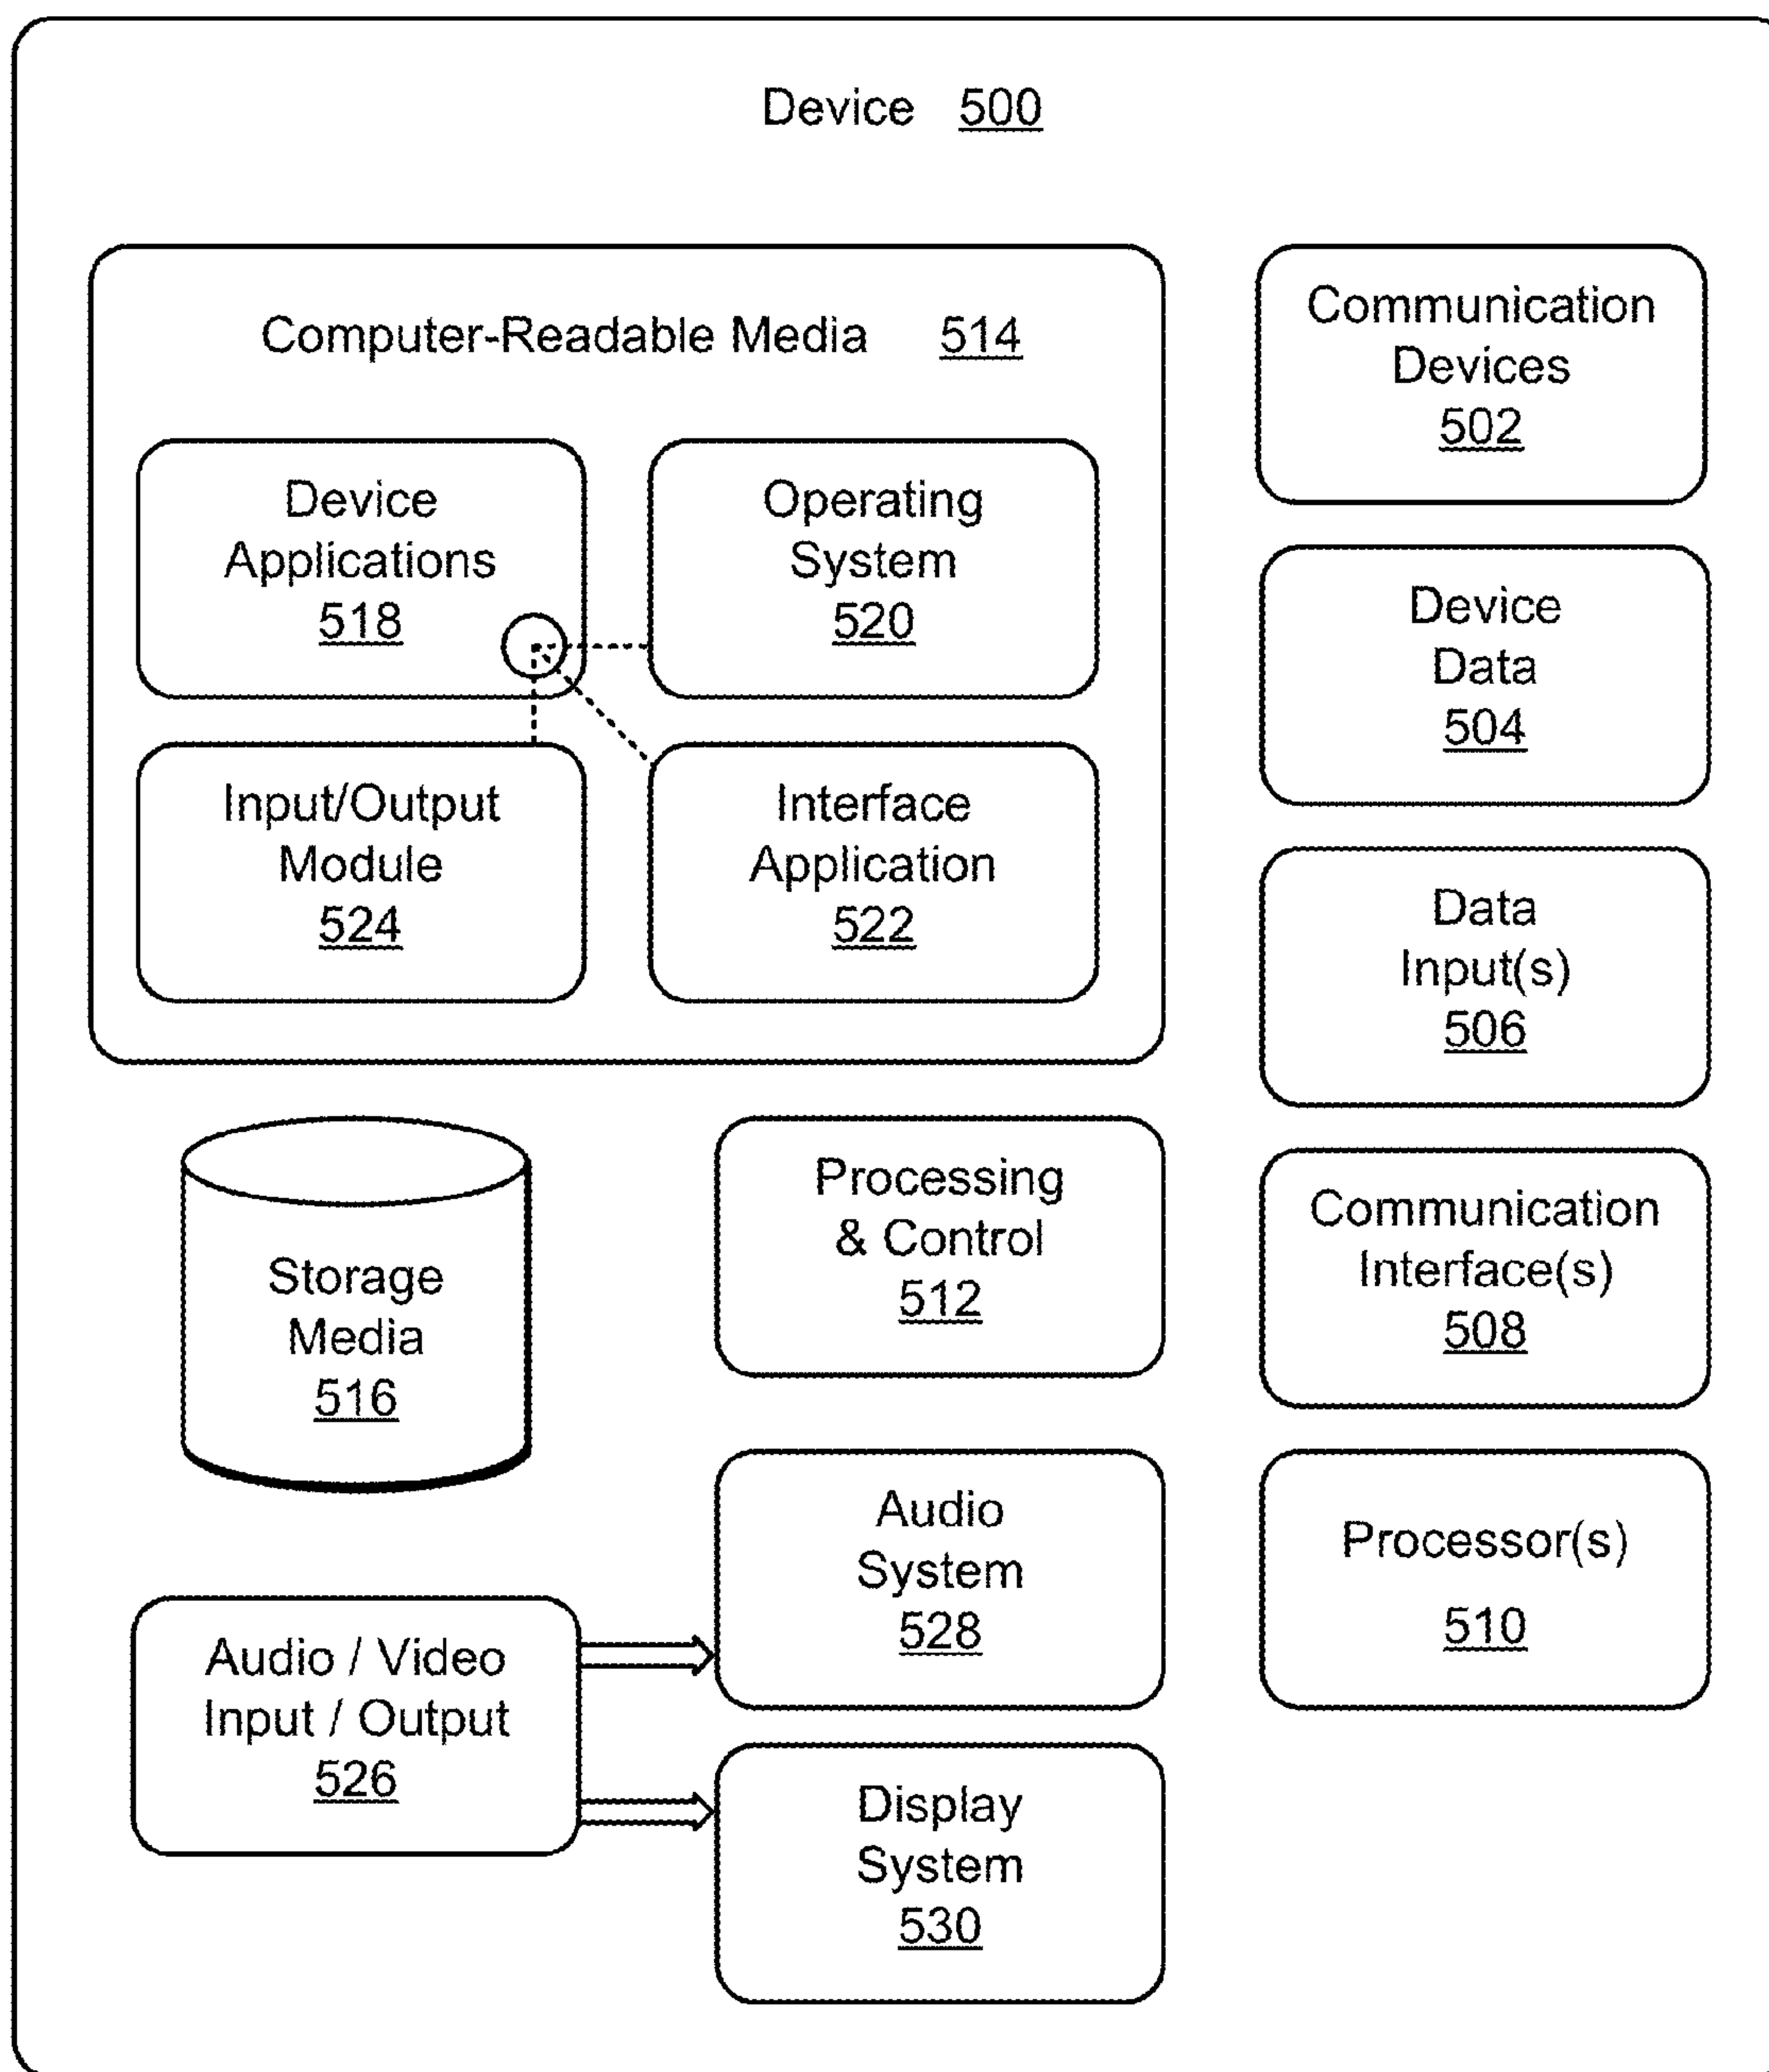 Device 500
Computer-Readable Media 514
Device
Applications
518
Operating
System
520
Input/Output
Module
524
Interface
Application
522
Communication
Devices
502
Device
Data
504
Data
Input(s)
506
Communication
Interface(s)
508
Processor(s)
510
Storage
Media
516
Processing
& Control
512
Audio / Video
Input / Output
526
Audio
System
528
Display
System
530